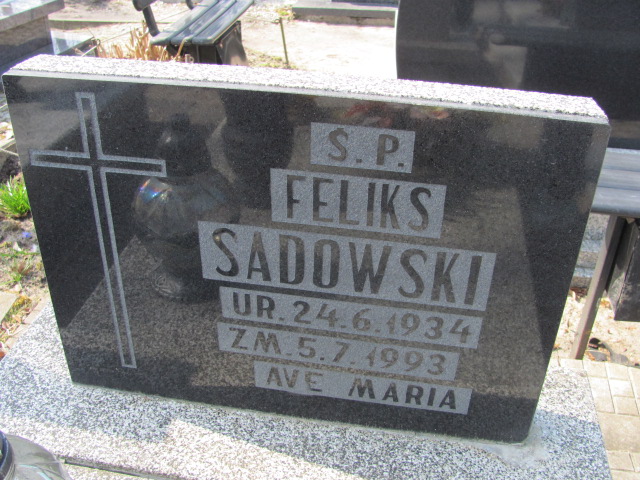 Ś.P.
FELIKS
SADOWSKI
UR. 24.6.1934
ZM. 5.7.1993
AVE MARIA